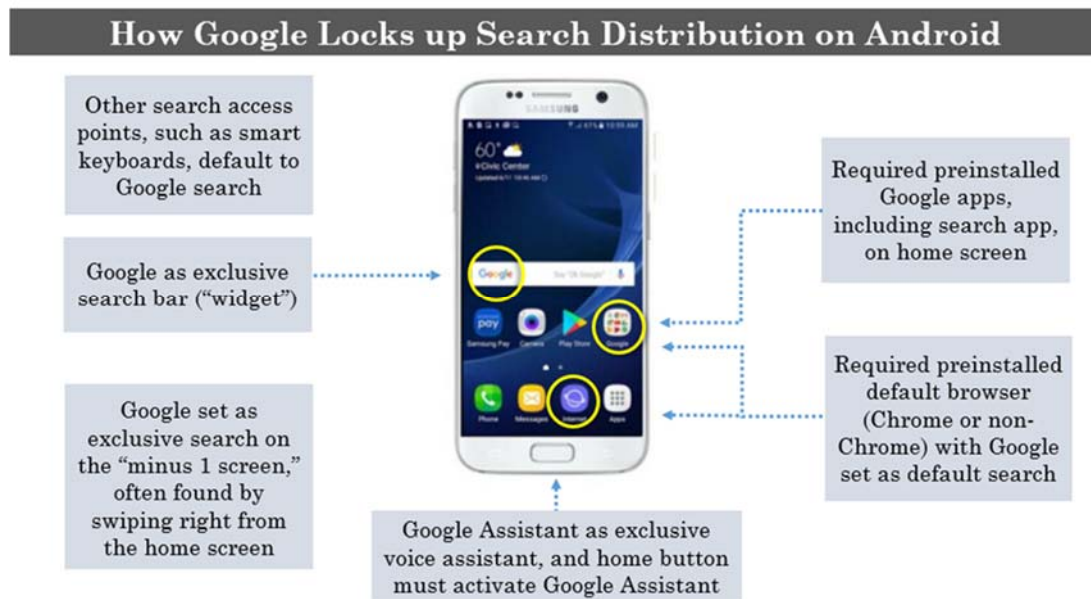 How Google Locks up Search Distribution on Android
Other search access
points, such as smart
keyboards, default to
Google search
Google as exclusive
search bar (“widget”)
Google set as
exclusive search on
the “minus 1 screen,”
often found by
swiping right from
the home screen
SAMSUNG
60°
Civic Center
Google
Say "Ok Google"
pay
Samsung Pay
Camera
Play Store
Google
Phone
Messages
Internet
Apps
Required preinstalled
Google apps,
including search app,
on home screen
Required preinstalled
default browser
(Chrome or non-
Chrome) with Google
set as default search
Google Assistant as exclusive
voice assistant, and home button
must activate Google Assistant